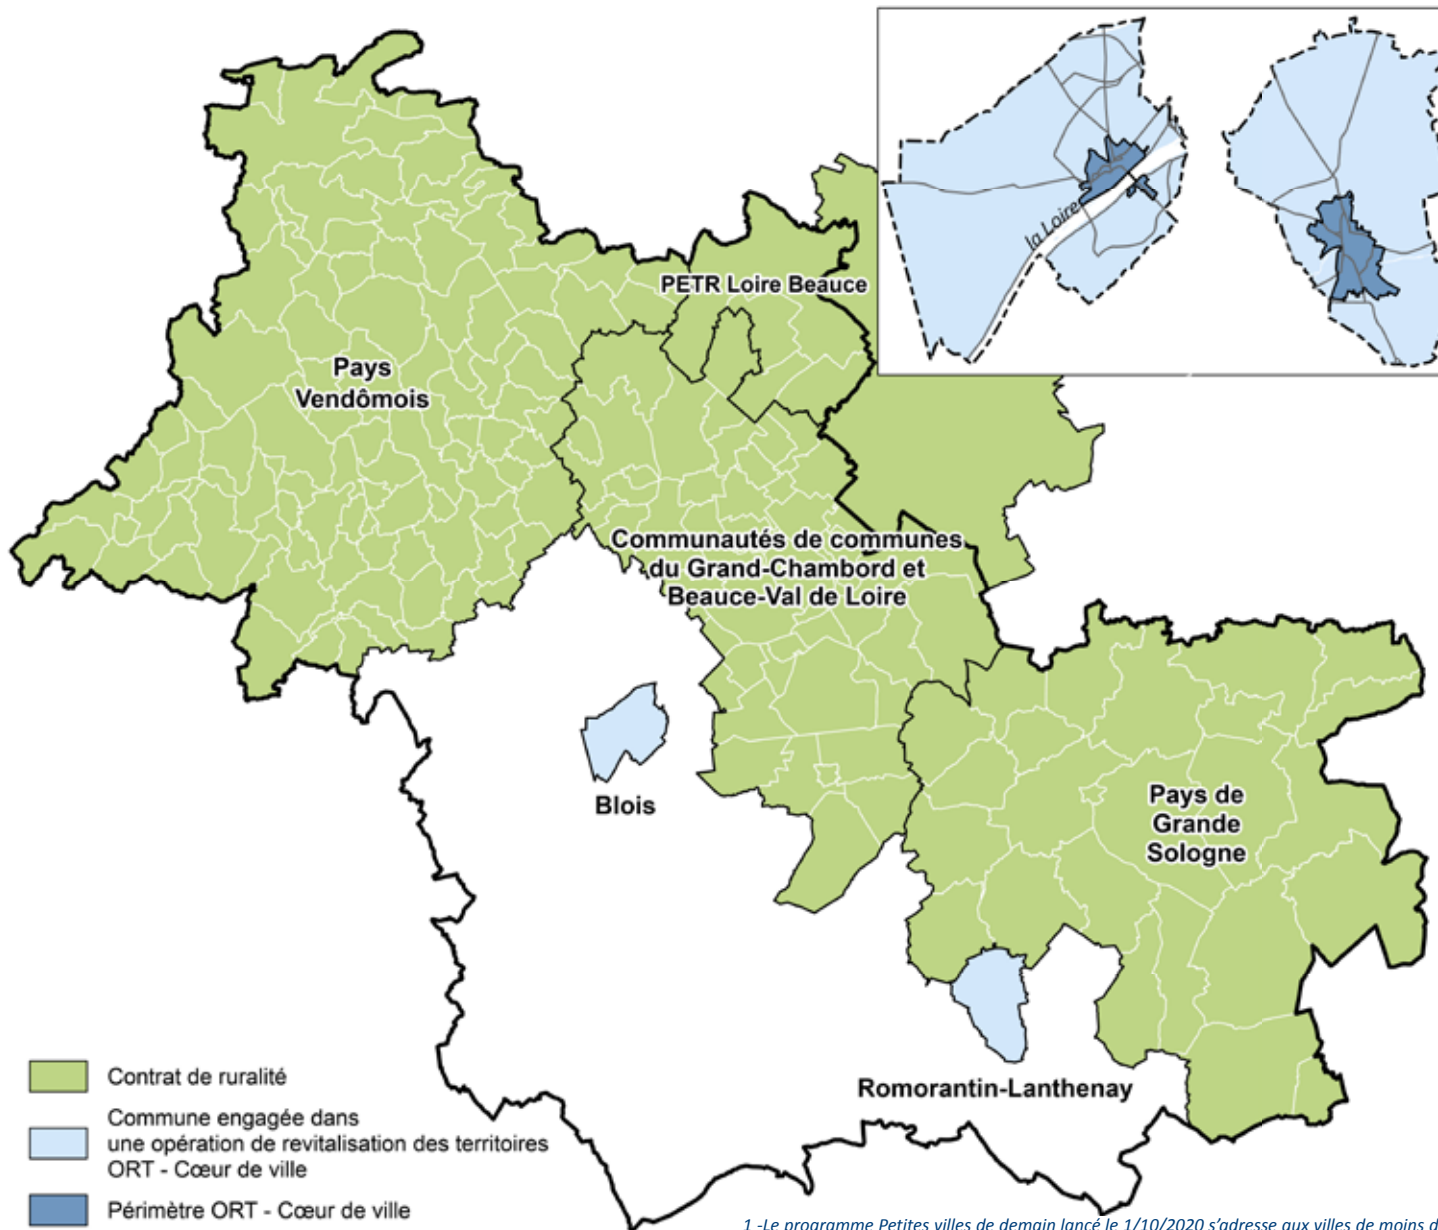 la Loire
PETR Loire Beauce
Pays
Vendômois
Communautés de communes
du Grand-Chambord et
Beauce-Val de Loire
Blois
Pays de
Grande
Sologne
Romorantin-Lanthenay
Contrat de ruralité
Commune engagée dans
une opération de revitalisation des territoires
ORT - Cœur de ville
Périmètre ORT - Cœur de ville
1 -Le programme Petites villes de demain lancé le 1/10/2020 s'adresse aux villes de moins d